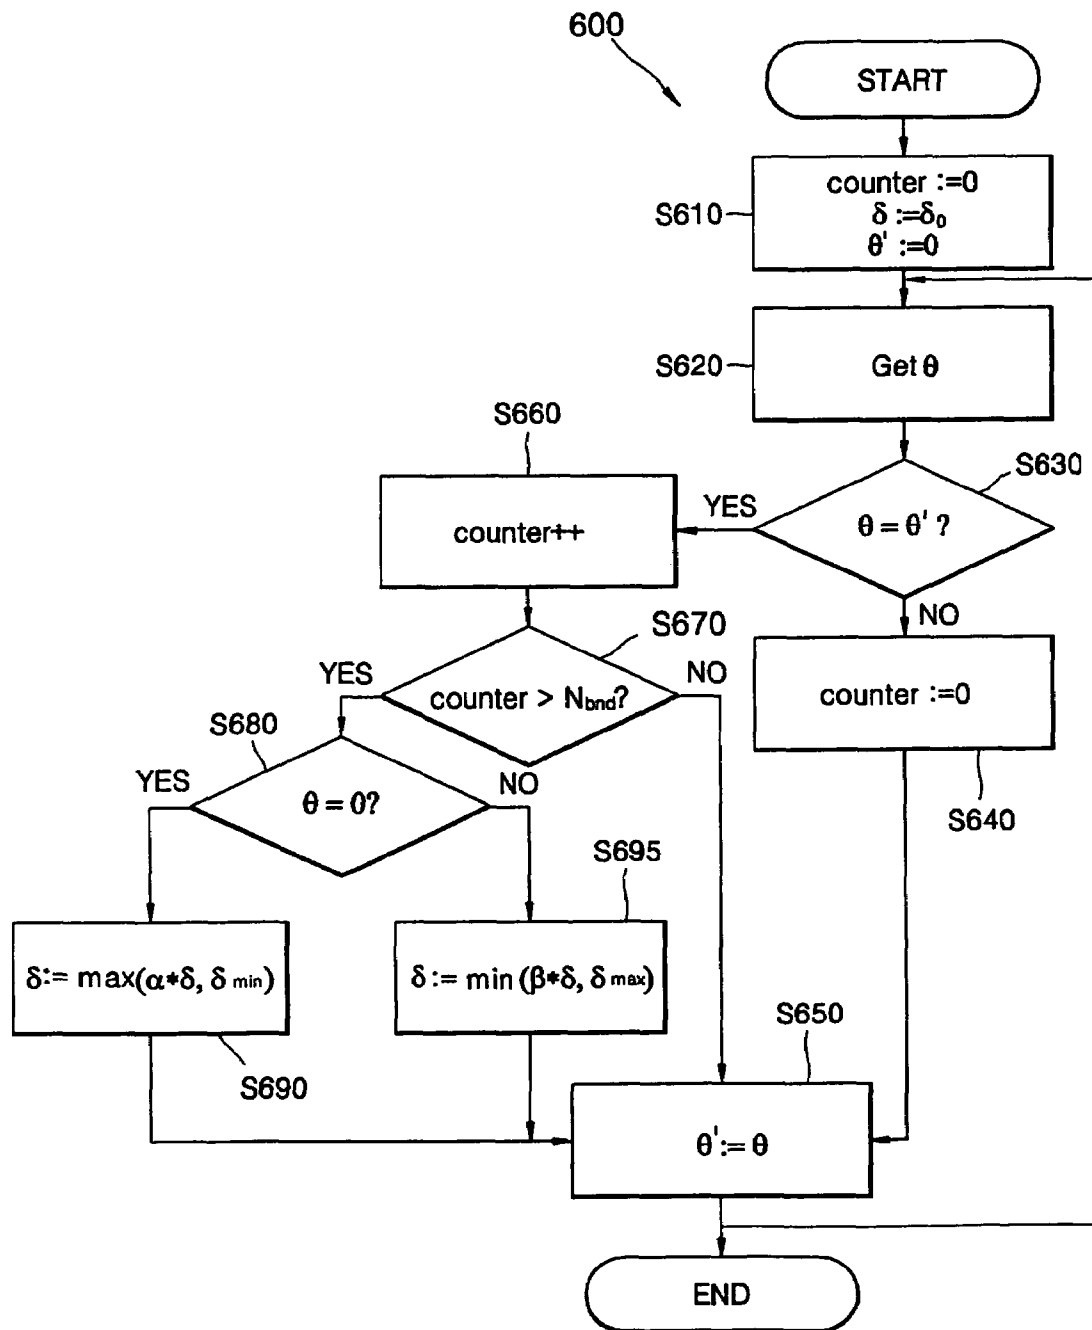 600
START
counter :=0
δ :=δ₀
θ' :=0
S610
Get θ
S620
S660
S630
counter++
YES
θ = θ' ?
NO
S670
YES
counter > Nbnd?
NO
counter :=0
S680
S640
YES
θ = 0?
NO
S695
δ:= max(α*δ, δ min)
δ := min (β*δ, δ max)
S690
S650
θ' := θ
END